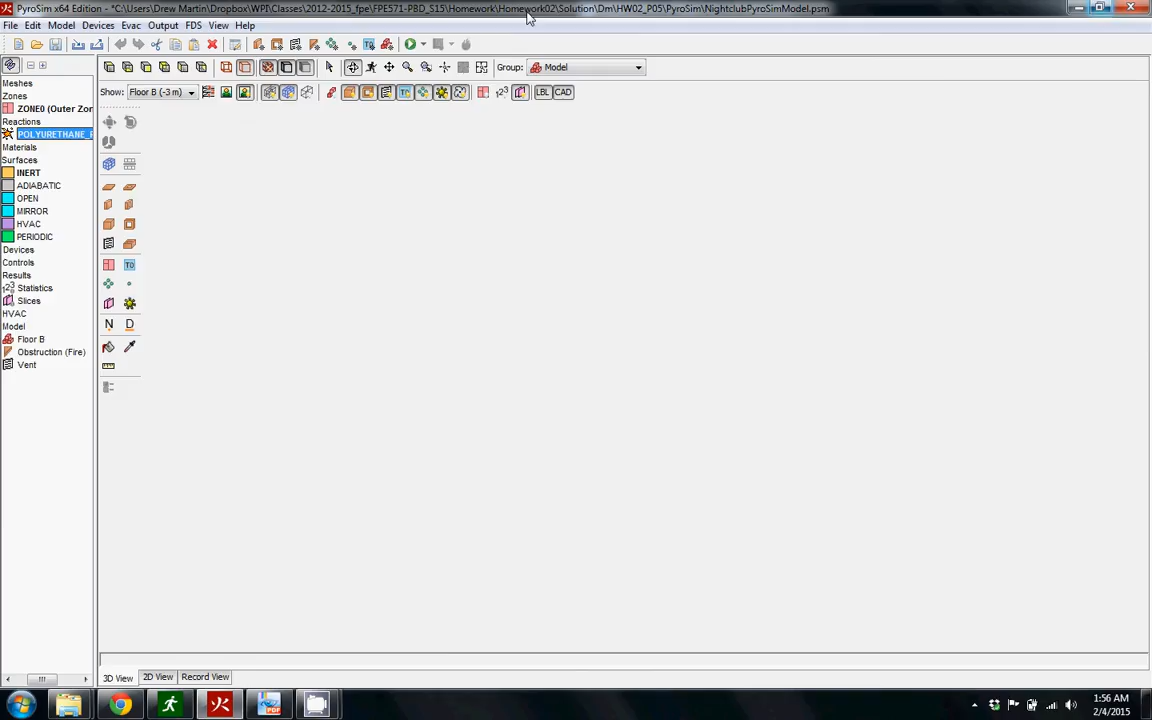 PyroSim x64 Edition - *C:\Users\Drew Martin\Dropbox\WPI\Classes\2012-2015_fpe\FPE571-PBD_S15\Homework\Homework02\Solution\Dm\HW02_P05\PyroSim\NightclubPyroSimModel.psm
File Edit Model Devices Evac Output FDS View Help
Group: Model
Show: Floor B (-3 m)
LBL CAD
Meshes
Zones
ZONE0 (Outer Zor
Reactions
POLYURETHANE_F
Materials
Surfaces
INERT
ADIABATIC
OPEN
MIRROR
HVAC
PERIODIC
Devices
Controls
Results
Statistics
Slices
HVAC
Model
Floor B
Obstruction (Fire)
Vent
N D
3D View 2D View Record View
1:56 AM
2/4/2015